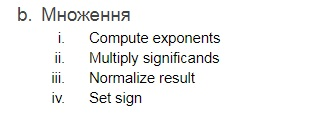 b. Множення
i. Compute exponents
ii. Multiply significands
iii. Normalize result
iv. Set sign